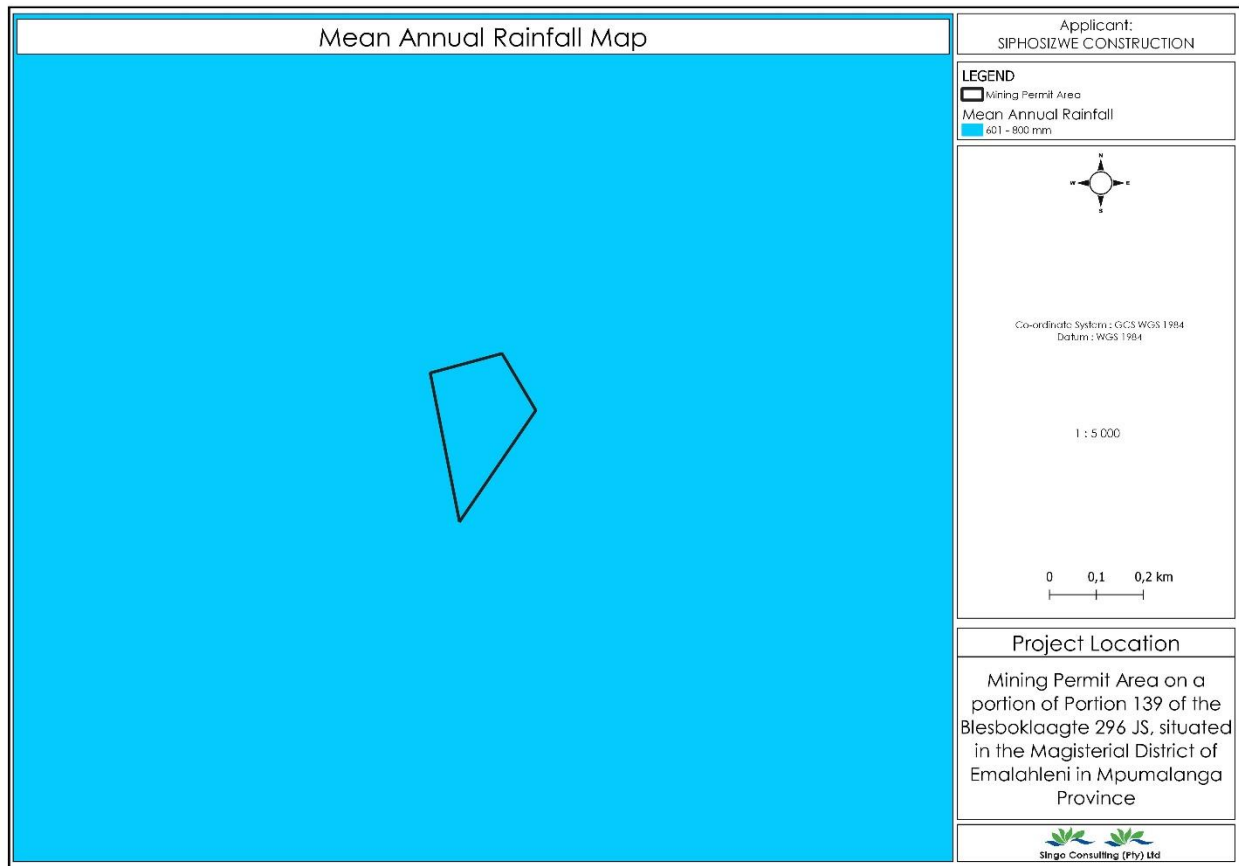 Mean Annual Rainfall Map
Applicant:
SIPHOSIZWE CONSTRUCTION
LEGEND
Mining Permit Area
Mean Annual Rainfall
601 - 800 mm
N
W E
S
Co-ordinate System : GCS WGS 1984
Datum : WGS 1984
1 : 5 000
0 0,1 0,2 km
Project Location
Mining Permit Area on a
portion of Portion 139 of the
Blesboklaagte 296 JS, situated
in the Magisterial District of
Emalahleni in Mpumalanga
Province
Singo Consulting (Pty) Ltd